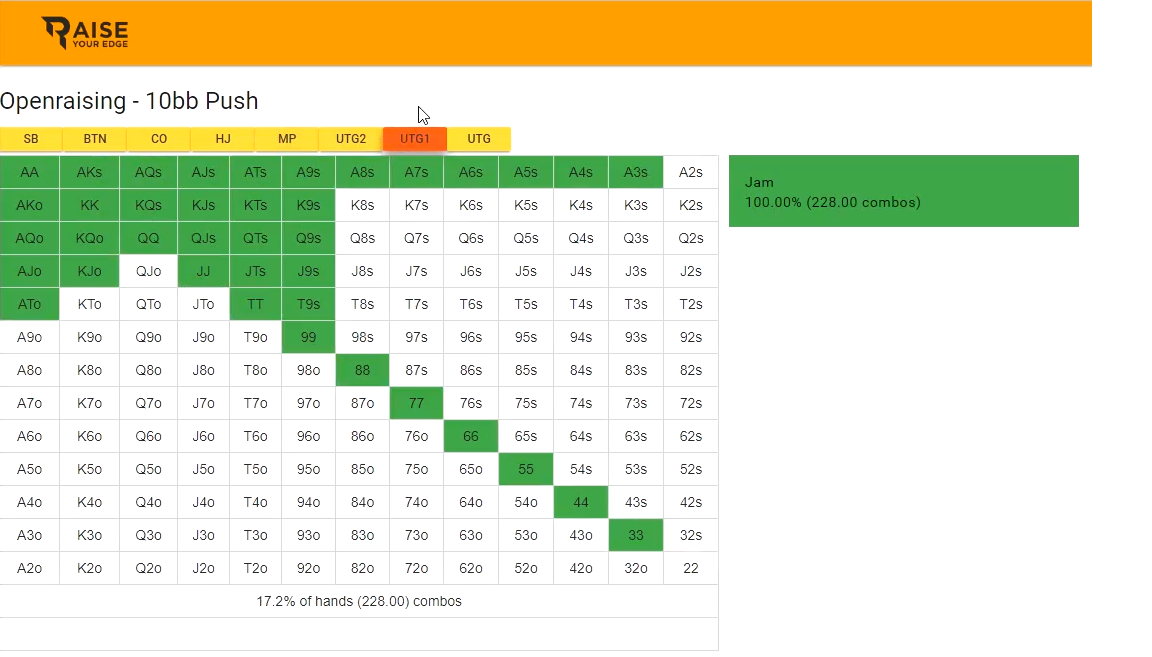 RAISE
YOUR EDGE
Openraising - 10bb Push
SB BTN CO HJ MP UTG2 UTG1 UTG
AA AKs AQs AJs ATs A9s A8s A7s A6s A5s A4s A3s A2s
Jam
100.00% (228.00 combos)
AKo KK KQs KJs KTs K9s K8s K7s K6s K5s K4s K3s K2s
AQo KQo QQ QJs QTs Q9s Q8s Q7s Q6s Q5s Q4s Q3s Q2s
AJo KJo QJo JJ JTs J9s J8s J7s J6s J5s J4s J3s J2s
ATo KTo QTo JTo TT T9s T8s T7s T6s T5s T4s T3s T2s
A9o K9o Q9o J9o T9o 99 98s 97s 96s 95s 94s 93s 92s
A8o K8o Q8o J8o T8o 98o 88 87s 86s 85s 84s 83s 82s
A7o K7o Q7o J7o T7o 97o 87o 77 76s 75s 74s 73s 72s
A6o K6o Q6o J6o T6o 96o 86o 76o 66 65s 64s 63s 62s
A5o K5o Q5o J5o T5o 95o 85o 75o 65o 55 54s 53s 52s
A4o K4o Q4o J4o T4o 94o 84o 74o 64o 54o 44 43s 42s
A3o K3o Q3o J3o T3o 93o 83o 73o 63o 53o 43o 33 32s
A2o K2o Q2o J2o T2o 92o 82o 72o 62o 52o 42o 32o 22
17.2% of hands (228.00) combos